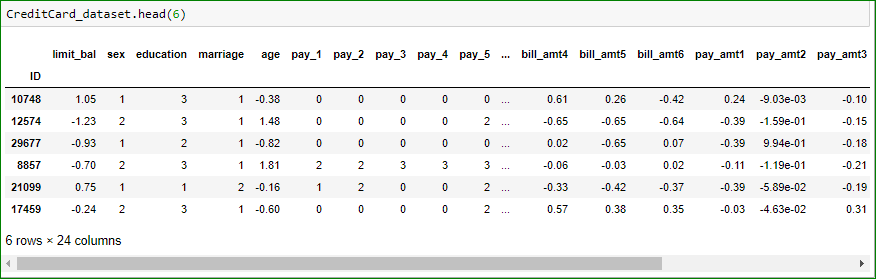 CreditCard_dataset.head(6)
limit_bal sex education marriage age pay_1 pay_2 pay_3 pay_4 pay_5 ... bill_amt4 bill_amt5 bill_amt6 pay_amt1 pay_amt2 pay_amt3
ID
10748 1.05 1 3 1 -0.38 0 0 0 0 0 ... 0.61 0.26 -0.42 0.24 -9.03e-03 -0.10
12574 -1.23 2 3 1 1.48 0 0 0 0 2 ... -0.65 -0.65 -0.64 -0.39 -1.59e-01 -0.15
29677 -0.93 1 2 1 -0.82 0 0 0 0 0 ... 0.02 -0.65 0.07 -0.39 9.94e-01 -0.18
8857 -0.70 2 3 1 1.81 2 2 3 3 3 ... -0.06 -0.03 0.02 -0.11 -1.19e-01 -0.21
21099 0.75 1 1 2 -0.16 1 2 0 0 2 ... -0.33 -0.42 -0.37 -0.39 -5.89e-02 -0.19
17459 -0.24 2 3 1 -0.60 0 0 0 0 2 ... 0.57 0.38 0.35 -0.03 -4.63e-02 0.31
6 rows × 24 columns